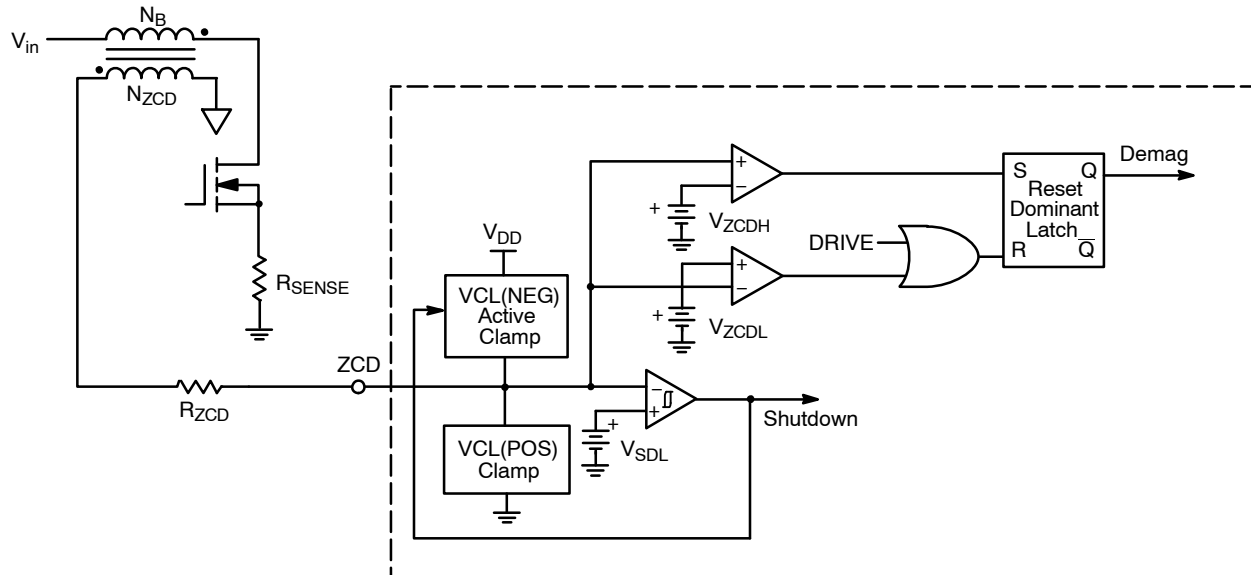 N_B
V_in
N_ZCD
R_SENSE
R_ZCD
ZCD
V_DD
VCL(NEG)
Active
Clamp
VCL(POS)
Clamp
+
−
+
V_ZCDH
+
−
+
V_ZCDL
−
+
+
V_SDL
Shutdown
DRIVE
S Q
Reset
Dominant
Latch
R Q̅
Demag